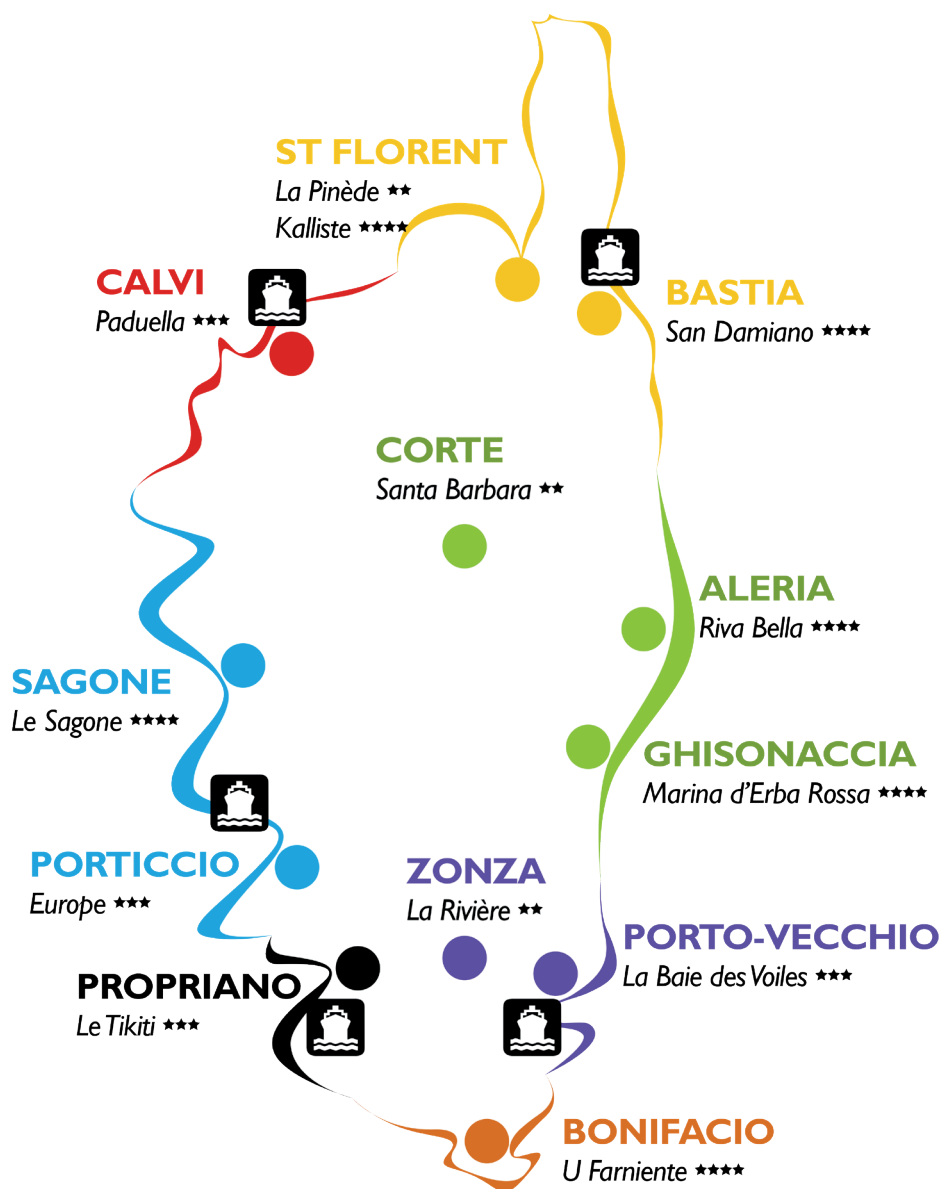 ST FLORENT
La Pinède ★★
Kalliste ★★★★
CALVI
Paduella ★★★
BASTIA
San Damiano ★★★★
CORTE
Santa Barbara ★★
ALERIA
Riva Bella ★★★★
SAGONE
Le Sagone ★★★★
GHISONACCIA
Marina d'Erba Rossa ★★★★
PORTICCIO
Europe ★★★
ZONZA
La Rivière ★★
PORTO-VECCHIO
La Baie des Voiles ★★★
PROPRIANO
Le Tikiti ★★★
BONIFACIO
U Farniente ★★★★